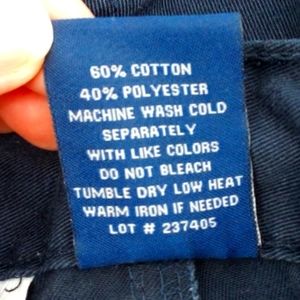 60% COTTON
40% POLYESTER
MACHINE WASH COLD
SEPARATELY
WITH LIKE COLORS
DO NOT BLEACH
TUMBLE DRY LOW HEAT
WARM IRON IF NEEDED
LOT # 237405